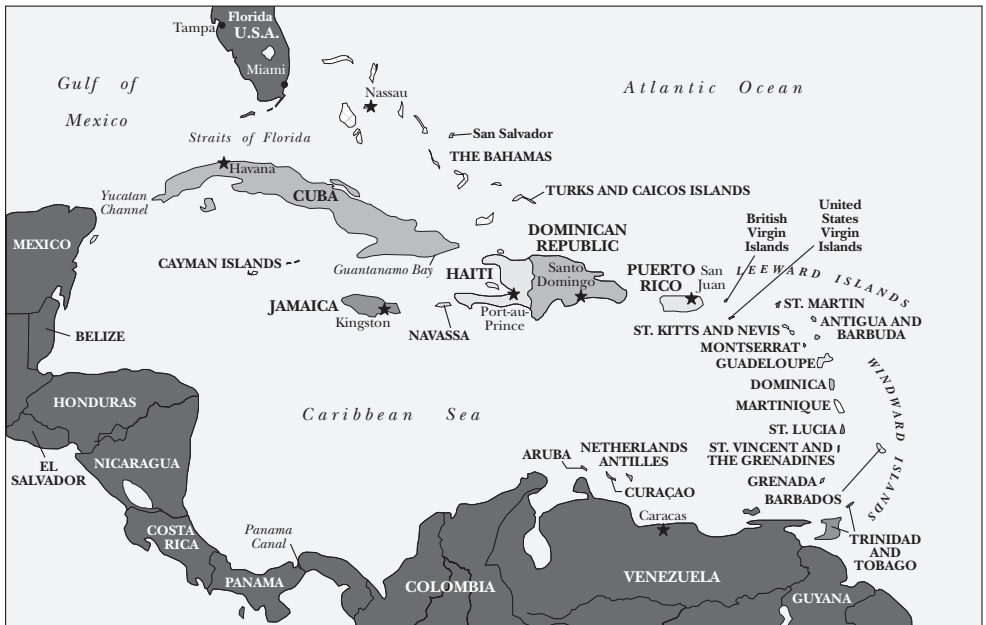 Florida
U.S.A.
Tampa
Miami
Gulf of
Mexico
Atlantic Ocean
Nassau
Straits of Florida
San Salvador
THE BAHAMAS
Havana
Yucatan
Channel
CUBA
TURKS AND CAICOS ISLANDS
MEXICO
CAYMAN ISLANDS
Guantanamo Bay
HAITI
DOMINICAN
REPUBLIC
Santo
Domingo
PUERTO
RICO
San
Juan
British
Virgin
Islands
United
States
Virgin
Islands
LEEWARD ISLANDS
JAMAICA
Kingston
NAVASSA
Port-au-
Prince
ST. MARTIN
ST. KITTS AND NEVIS
ANTIGUA AND
BARBUDA
MONTSERRAT
GUADELOUPE
BELIZE
DOMINICA
MARTINIQUE
WINDWARD ISLANDS
HONDURAS
Caribbean Sea
ST. LUCIA
ST. VINCENT AND
THE GRENADINES
EL
SALVADOR
NICARAGUA
ARUBA
NETHERLANDS
ANTILLES
CURAÇAO
GRENADA
BARBADOS
Caracas
COSTA
RICA
Panama
Canal
TRINIDAD
AND
TOBAGO
PANAMA
COLOMBIA
VENEZUELA
GUYANA